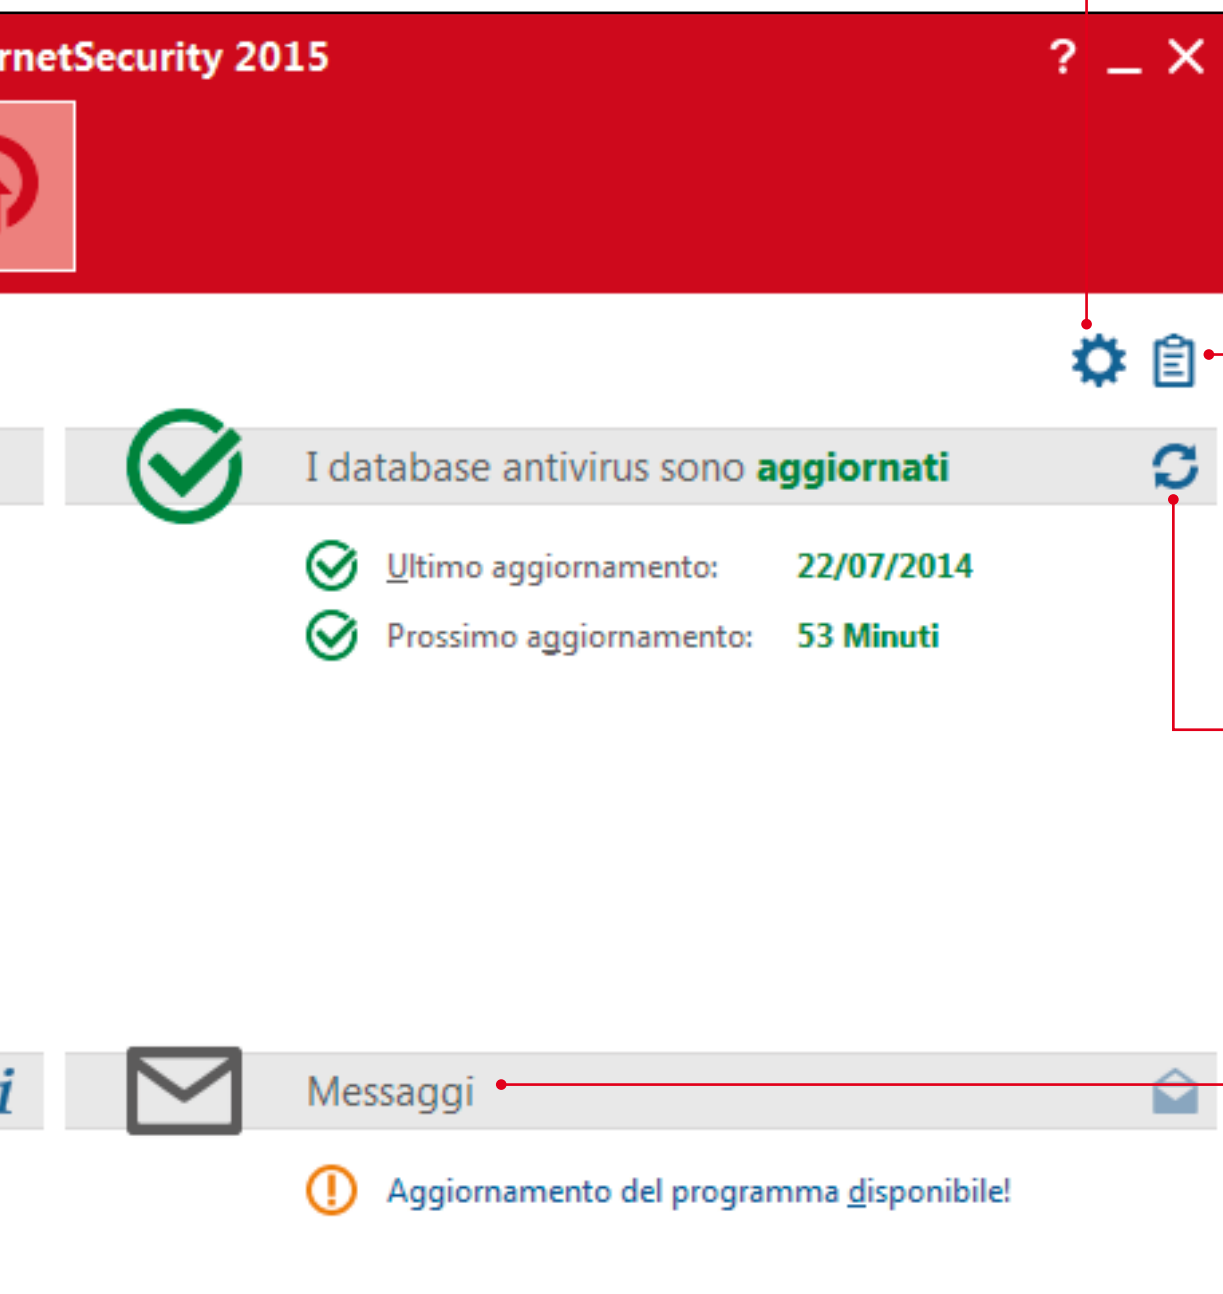 rnetSecurity 2015 ? _ X
I database antivirus sono aggiornati
Ultimo aggiornamento: 22/07/2014
Prossimo aggiornamento: 53 Minuti
i Messaggi
Aggiornamento del programma disponibile!